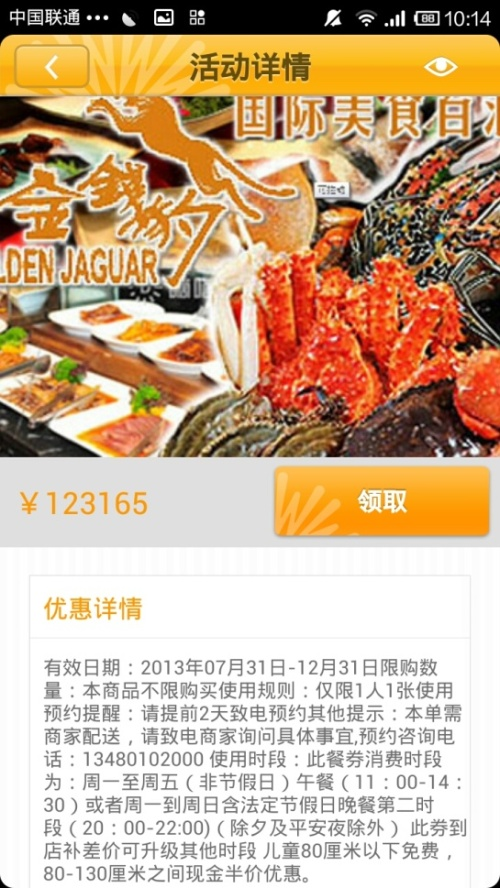 中国联通 10:14
活动详情
国际美食百汇
金钱豹
LDEN JAGUAR
￥123165
领取
优惠详情
有效日期：2013年07月31日-12月31日限购数
量：本商品不限购买使用规则：仅限1人1张使用
预约提醒：请提前2天致电预约其他提示：本单需
商家配送，请致电商家询问具体事宜,预约咨询电
话：13480102000 使用时段：此餐券消费时段
为：周一至周五（非节假日）午餐（11：00-14：
30）或者周一到周日含法定节假日晚餐第二时
段（20：00-22:00)（除夕及平安夜除外） 此券到
店补差价可升级其他时段 儿童80厘米以下免费，
80-130厘米之间现金半价优惠。